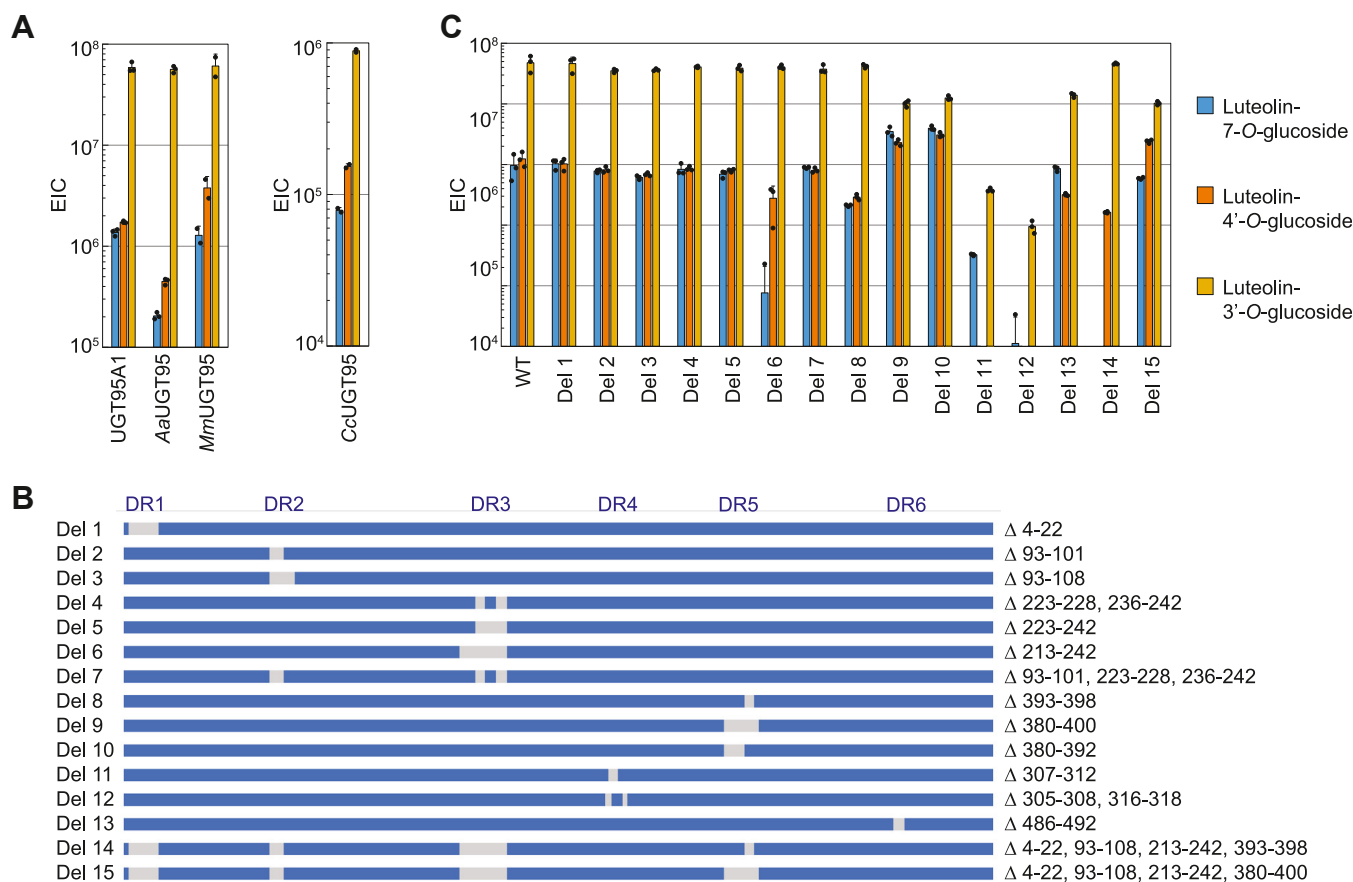 A
EIC
10⁸
10⁷
10⁶
10⁵
UGT95A1
AaUGT95
MmUGT95
EIC
10⁶
10⁵
10⁴
CcUGT95
C
EIC
10⁸
10⁷
10⁶
10⁵
10⁴
WT
Del 1
Del 2
Del 3
Del 4
Del 5
Del 6
Del 7
Del 8
Del 9
Del 10
Del 11
Del 12
Del 13
Del 14
Del 15
Luteolin-
7-O-glucoside
Luteolin-
4'-O-glucoside
Luteolin-
3'-O-glucoside
B
DR1 DR2 DR3 DR4 DR5 DR6
Del 1 Δ 4-22
Del 2 Δ 93-101
Del 3 Δ 93-108
Del 4 Δ 223-228, 236-242
Del 5 Δ 223-242
Del 6 Δ 213-242
Del 7 Δ 93-101, 223-228, 236-242
Del 8 Δ 393-398
Del 9 Δ 380-400
Del 10 Δ 380-392
Del 11 Δ 307-312
Del 12 Δ 305-308, 316-318
Del 13 Δ 486-492
Del 14 Δ 4-22, 93-108, 213-242, 393-398
Del 15 Δ 4-22, 93-108, 213-242, 380-400